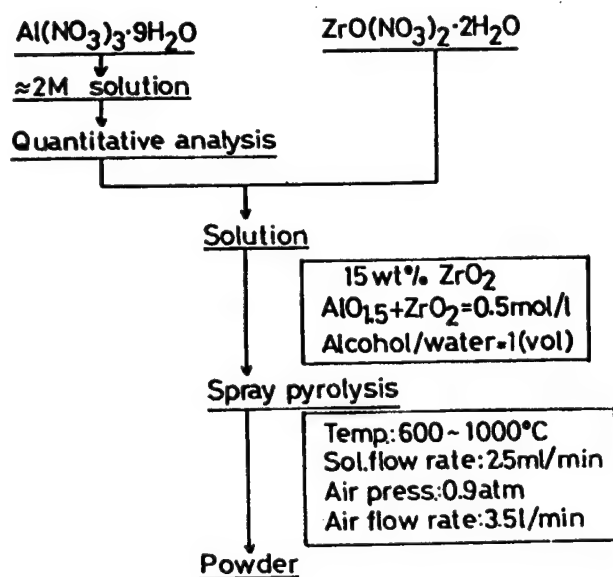 Al(NO3)3·9H2O
ZrO(NO3)2·2H2O
≈2M solution
Quantitative analysis
Solution
15 wt% ZrO2
AlO1.5+ZrO2=0.5mol/l
Alcohol/water=1(vol)
Spray pyrolysis
Temp.:600~1000°C
Sol.flow rate:25ml/min
Air press.:0.9atm
Air flow rate:3.5l/min
Powder